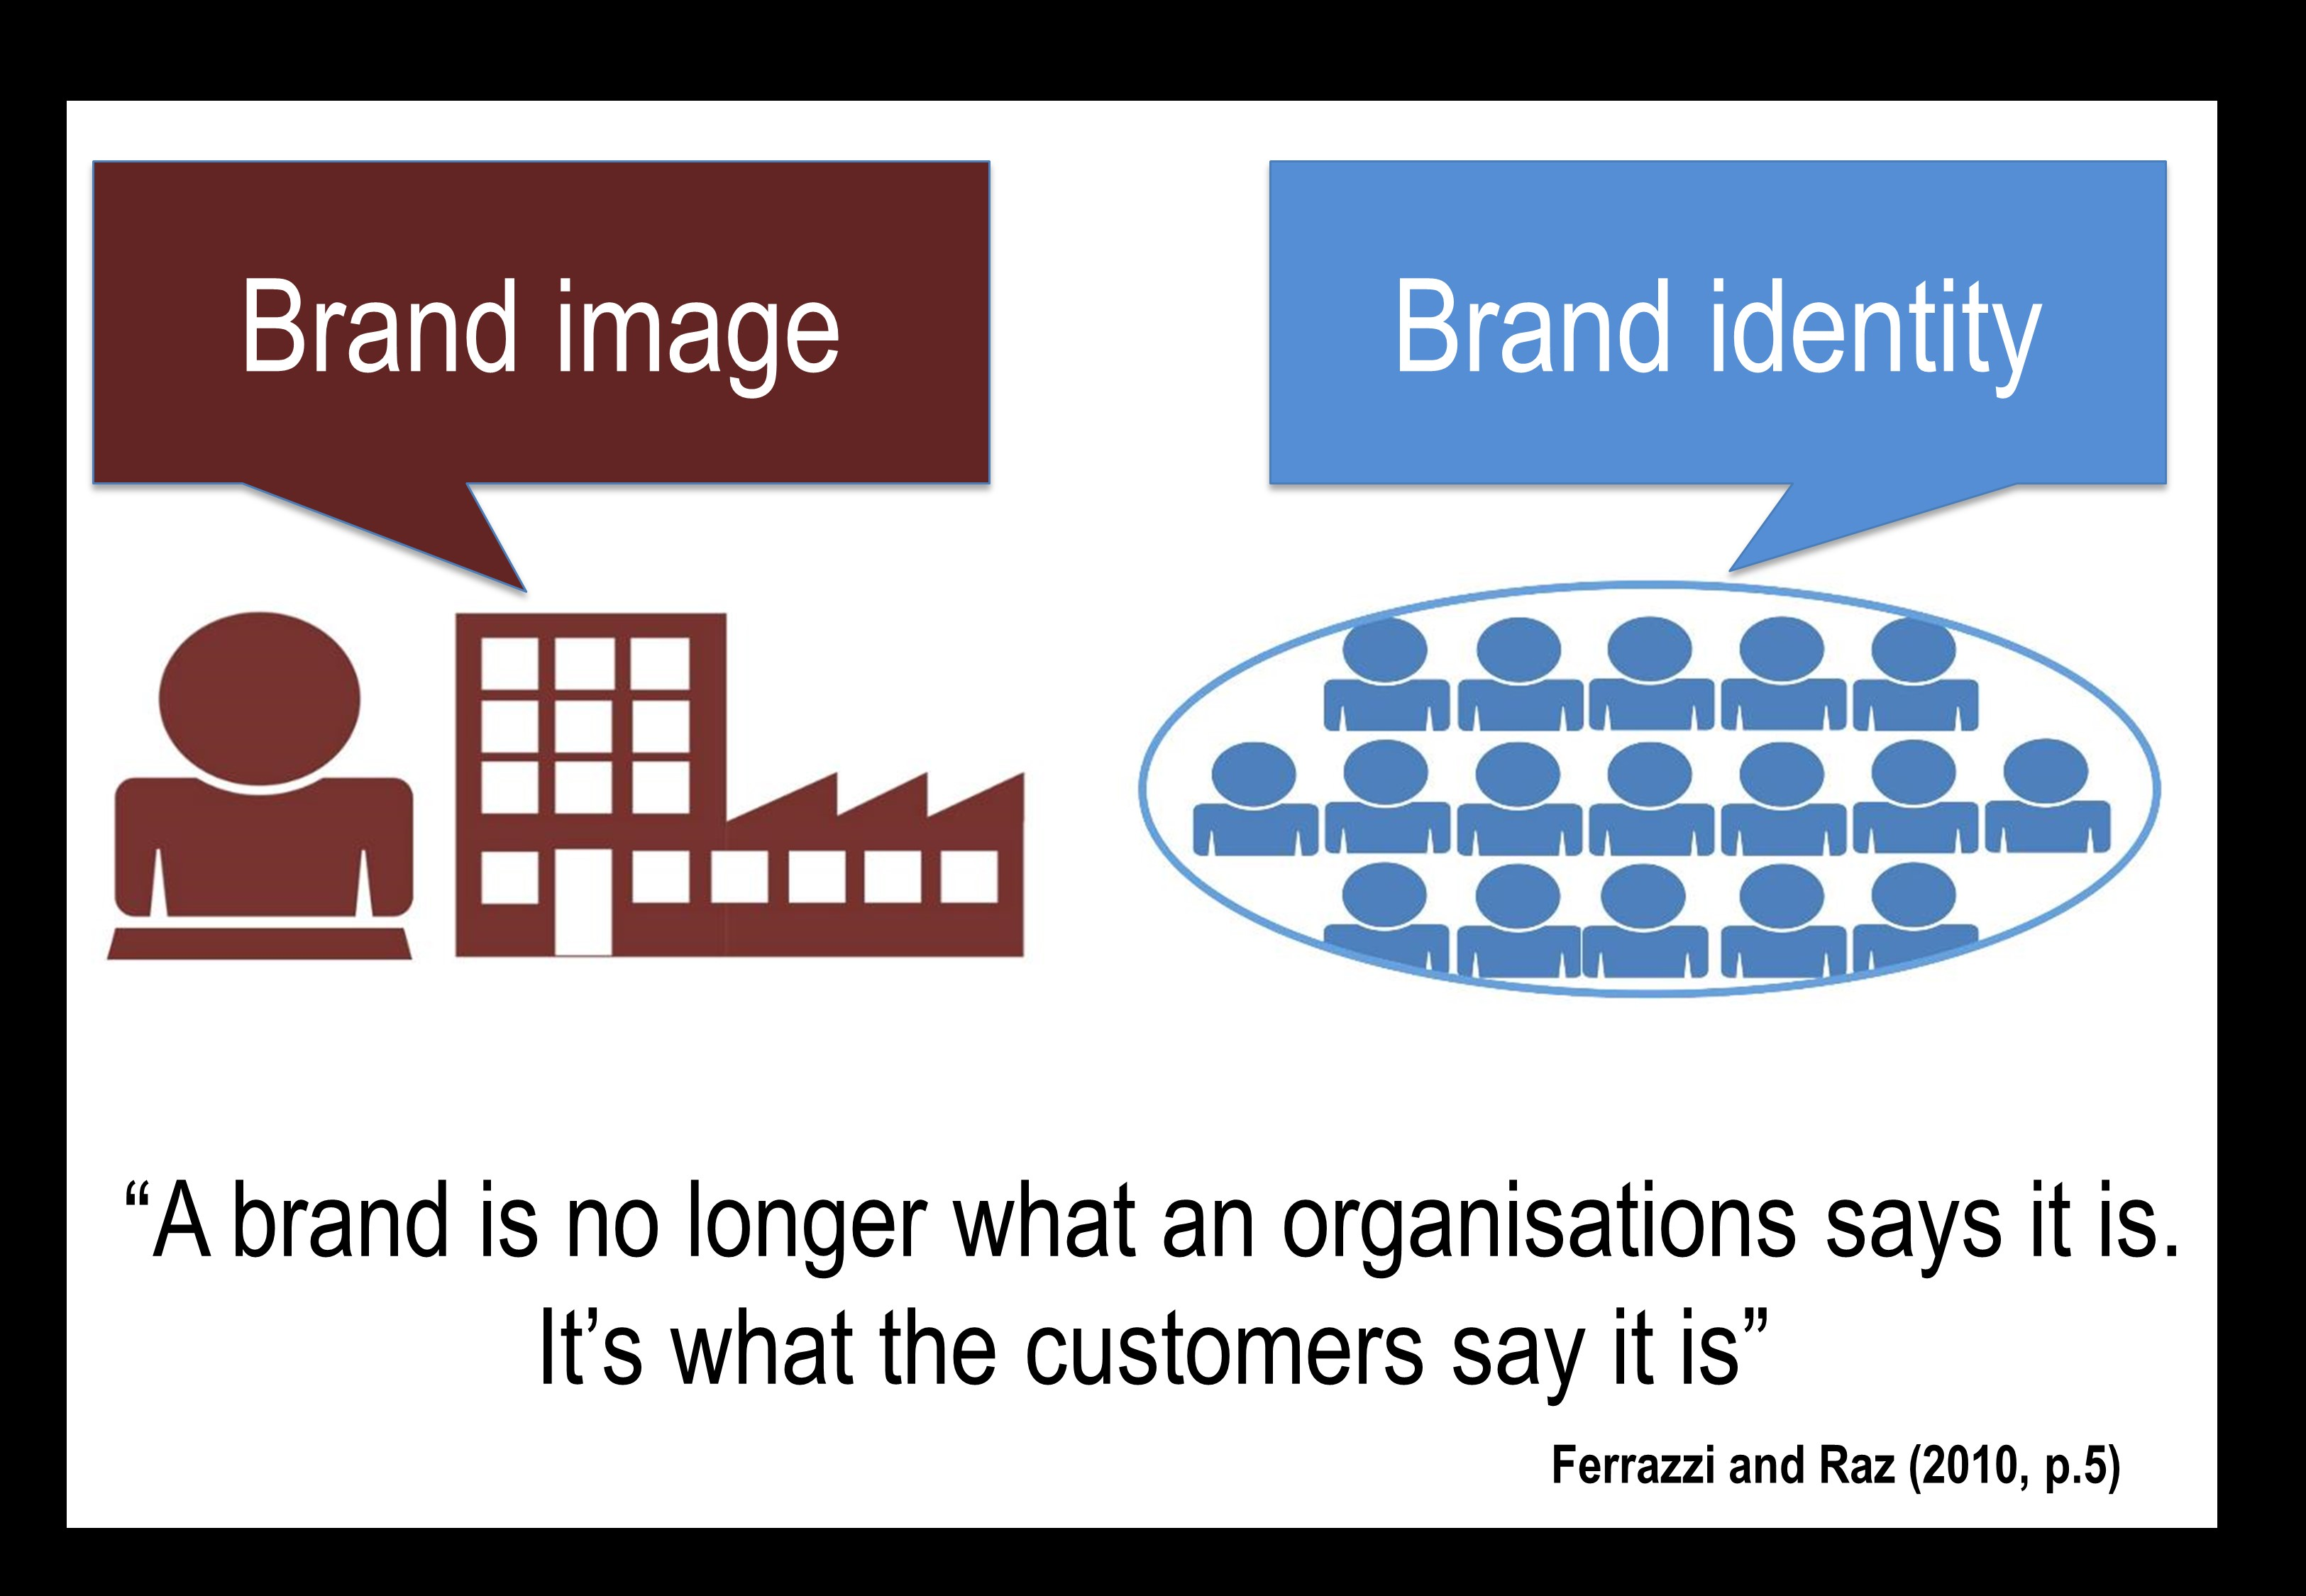 Brand image
Brand identity
“A brand is no longer what an organisations says it is.
It’s what the customers say it is”
Ferrazzi and Raz (2010, p.5)